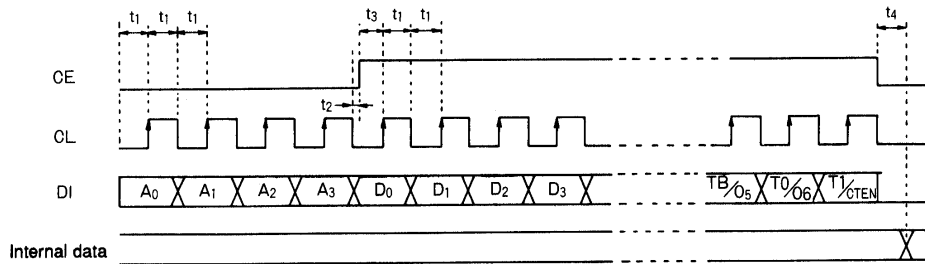 t1 t1 t1 t3 t1 t1 t4
CE
t2
CL
DI A0 A1 A2 A3 D0 D1 D2 D3 TB/O5 T0/O6 T1/CTEN
Internal data